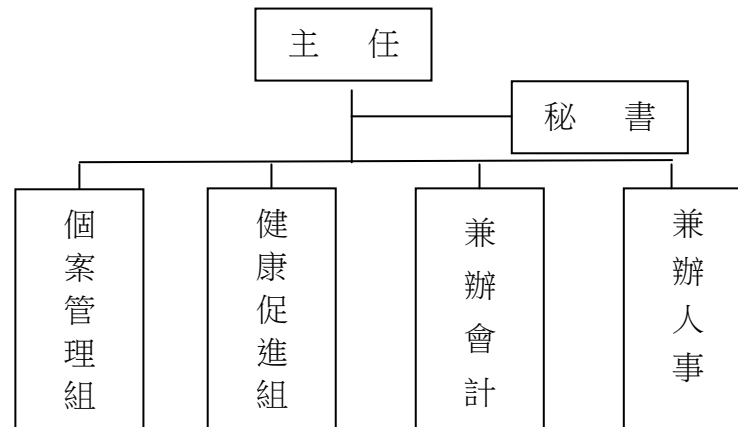 主 任
秘 書
個案管理組
健康促進組
兼辦會計
兼辦人事